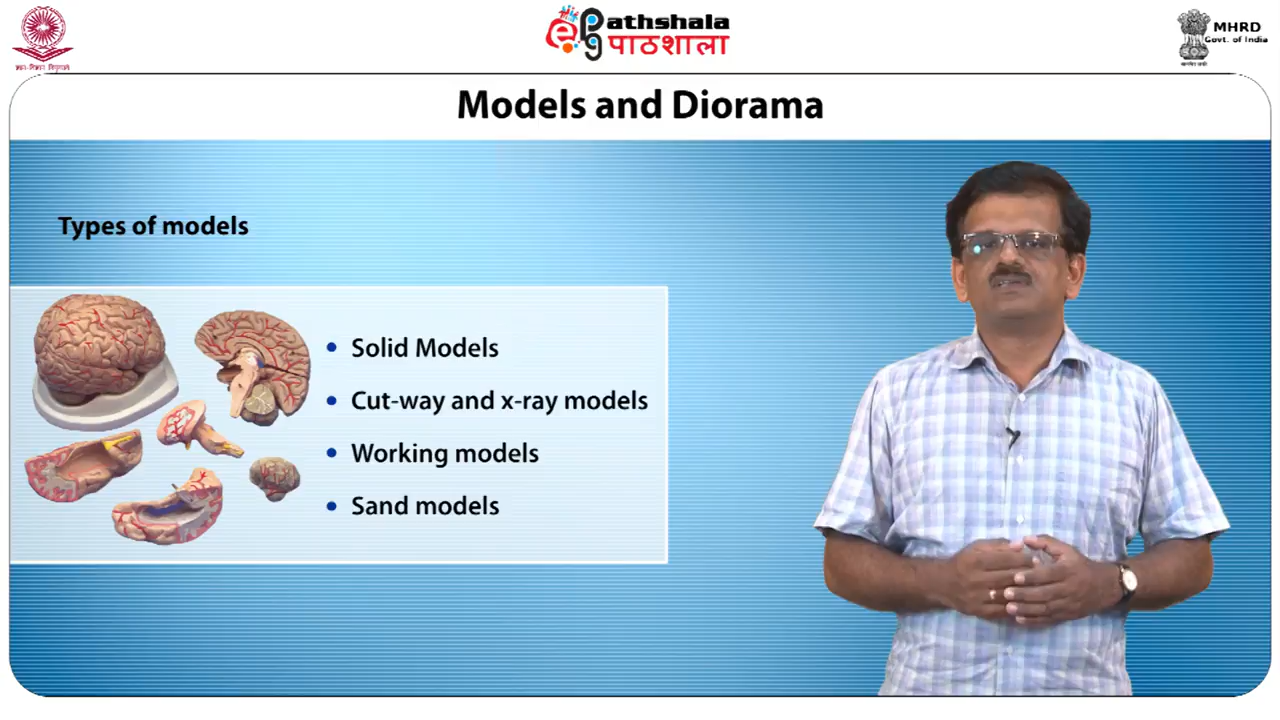 ePathshala
पाठशाला
MHRD
Govt. of India
Models and Diorama
Types of models
• Solid Models
• Cut-way and x-ray models
• Working models
• Sand models